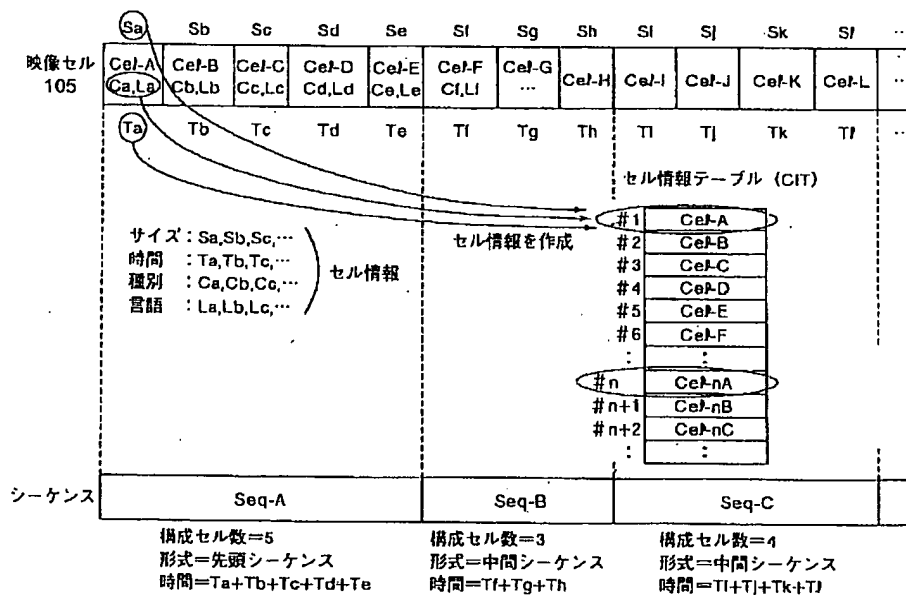 Sa Sb Sc Sd Se Sf Sg Sh Si Sj Sk Sl …
映像セル
105
Cel-A Cel-B Cel-C Cel-D Cel-E Cel-F Cel-G Cel-H Cel-I Cel-J Cel-K Cel-L …
Ca,La Cb,Lb Cc,Lc Cd,Ld Ce,Le Cf,Lf …
Ta Tb Tc Td Te Tf Tg Th Ti Tj Tk Tl …
セル情報テーブル (CIT)
サイズ:Sa,Sb,Sc,…
時間:Ta,Tb,Tc,…
種別:Ca,Cb,Cc,…
言語:La,Lb,Lc,…
セル情報
セル情報を作成
#1 Cel-A
#2 Cel-B
#3 Cel-C
#4 Cel-D
#5 Cel-E
#6 Cel-F
: :
#n Cel-nA
#n+1 Cel-nB
#n+2 Cel-nC
: :
シーケンス Seq-A Seq-B Seq-C
構成セル数=5
形式=先頭シーケンス
時間=Ta+Tb+Tc+Td+Te
構成セル数=3
形式=中間シーケンス
時間=Tf+Tg+Th
構成セル数=4
形式=中間シーケンス
時間=Ti+Tj+Tk+Tl